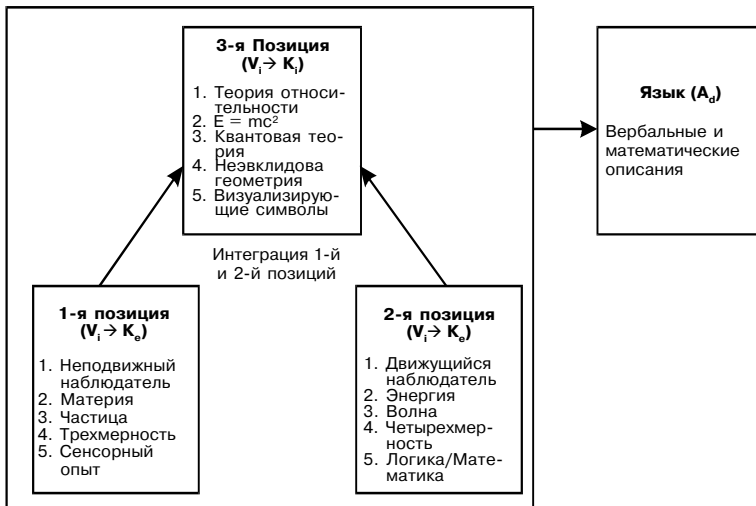 3-я Позиция
(Vi→ Ki)
1. Теория относи-
тельности
2. E = mc²
3. Квантовая тео-
рия
4. Неэвклидова
геометрия
5. Визуализирую-
щие символы
Интеграция 1-й
и 2-й позиций
1-я позиция
(Vi→ Ke)
1. Неподвижный
наблюдатель
2. Материя
3. Частица
4. Трехмерность
5. Сенсорный
опыт
2-я позиция
(Vi→ Ke)
1. Движущийся
наблюдатель
2. Энергия
3. Волна
4. Четырехмер-
ность
5. Логика/Мате-
матика
Язык (Ad)
Вербальные и
математические
описания